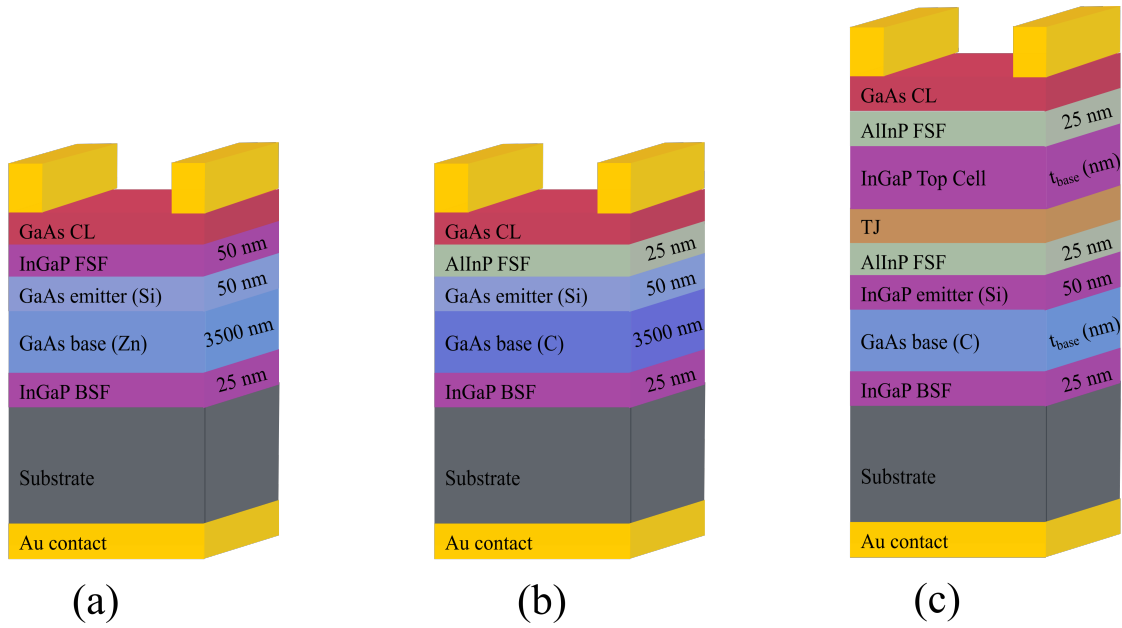 GaAs CL
InGaP FSF 50 nm
GaAs emitter (Si) 50 nm
GaAs base (Zn) 3500 nm
InGaP BSF 25 nm
Substrate
Au contact
(a)
GaAs CL
AlInP FSF 25 nm
GaAs emitter (Si) 50 nm
GaAs base (C) 3500 nm
InGaP BSF 25 nm
Substrate
Au contact
(b)
GaAs CL
AlInP FSF 25 nm
InGaP Top Cell t_base (nm)
TJ
AlInP FSF 25 nm
InGaP emitter (Si) 50 nm
GaAs base (C) t_base (nm)
InGaP BSF 25 nm
Substrate
Au contact
(c)